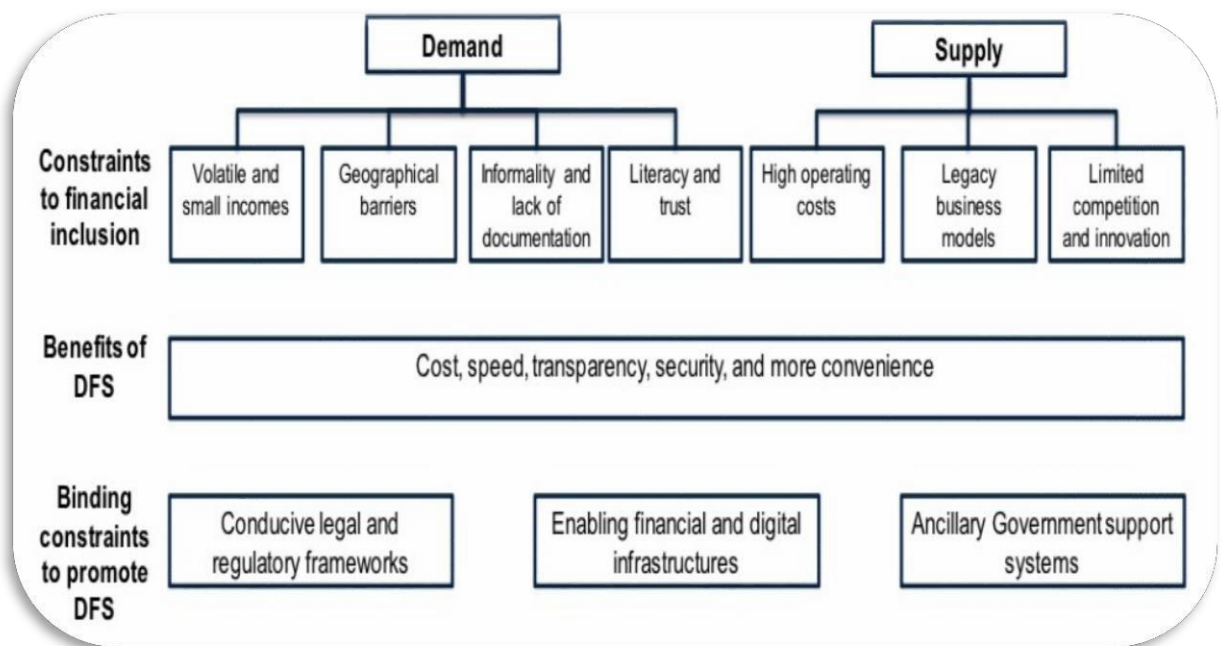 Demand
Supply
Constraints
to financial
inclusion
Volatile and
small incomes
Geographical
barriers
Informality and
lack of
documentation
Literacy and
trust
High operating
costs
Legacy
business
models
Limited
competition
and innovation
Benefits of
DFS
Cost, speed, transparency, security, and more convenience
Binding
constraints
to promote
DFS
Conducive legal and
regulatory frameworks
Enabling financial and digital
infrastructures
Ancillary Government support
systems